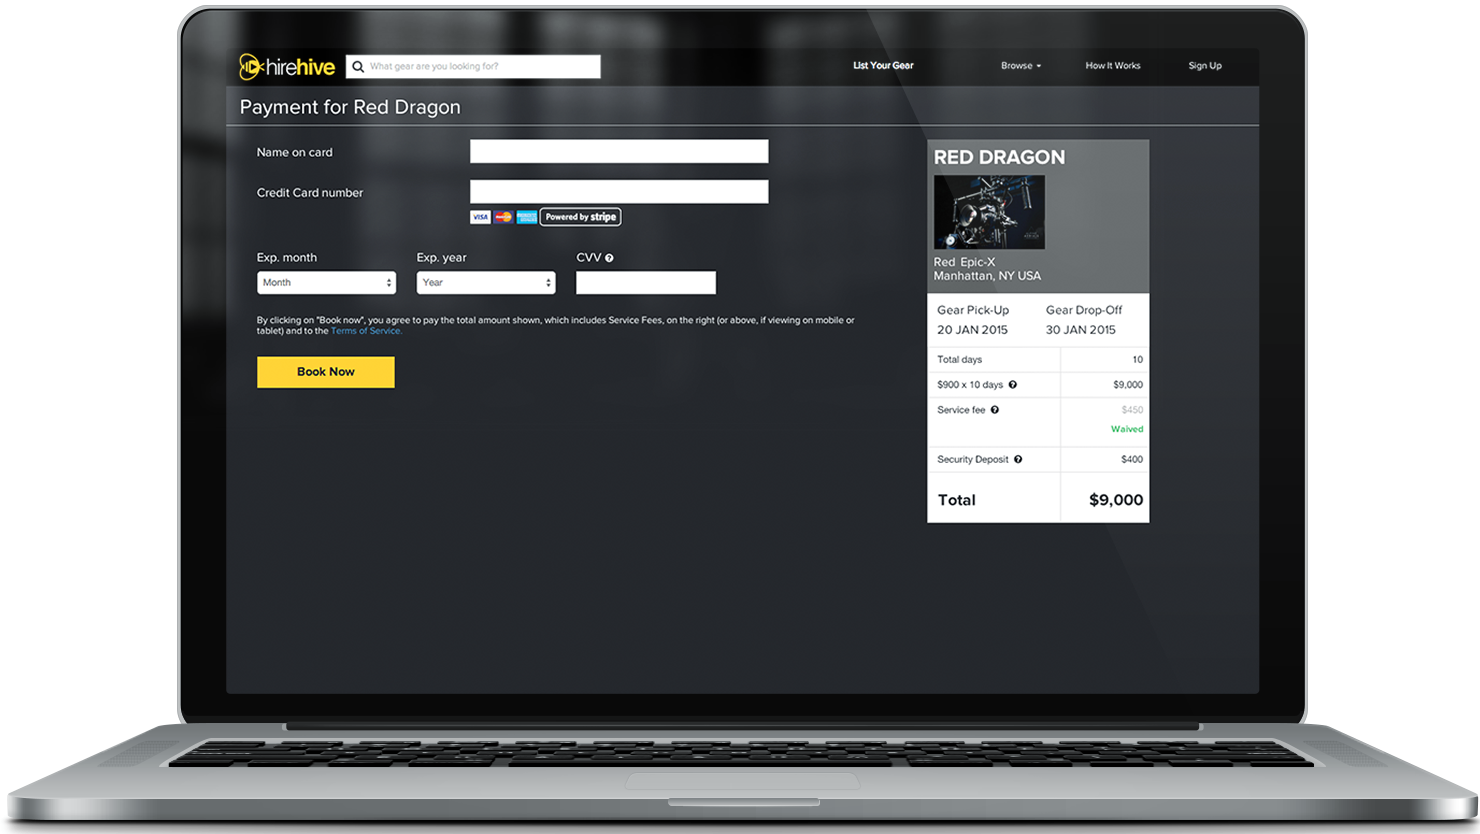 hirehive
What gear are you looking for?
List Your Gear
Browse
How It Works
Sign Up
Payment for Red Dragon
Name on card
Credit Card number
VISA
Powered by stripe
Exp. month
Exp. year
CVV
Month
Year
By clicking on "Book now", you agree to pay the total amount shown, which includes Service Fees, on the right (or above, if viewing on mobile or
tablet) and to the Terms of Service.
Book Now
RED DRAGON
Red Epic-X
Manhattan, NY USA
Gear Pick-Up
Gear Drop-Off
20 JAN 2015
30 JAN 2015
Total days
10
$900 x 10 days
$9,000
Service fee
$450
Waived
Security Deposit
$400
Total
$9,000